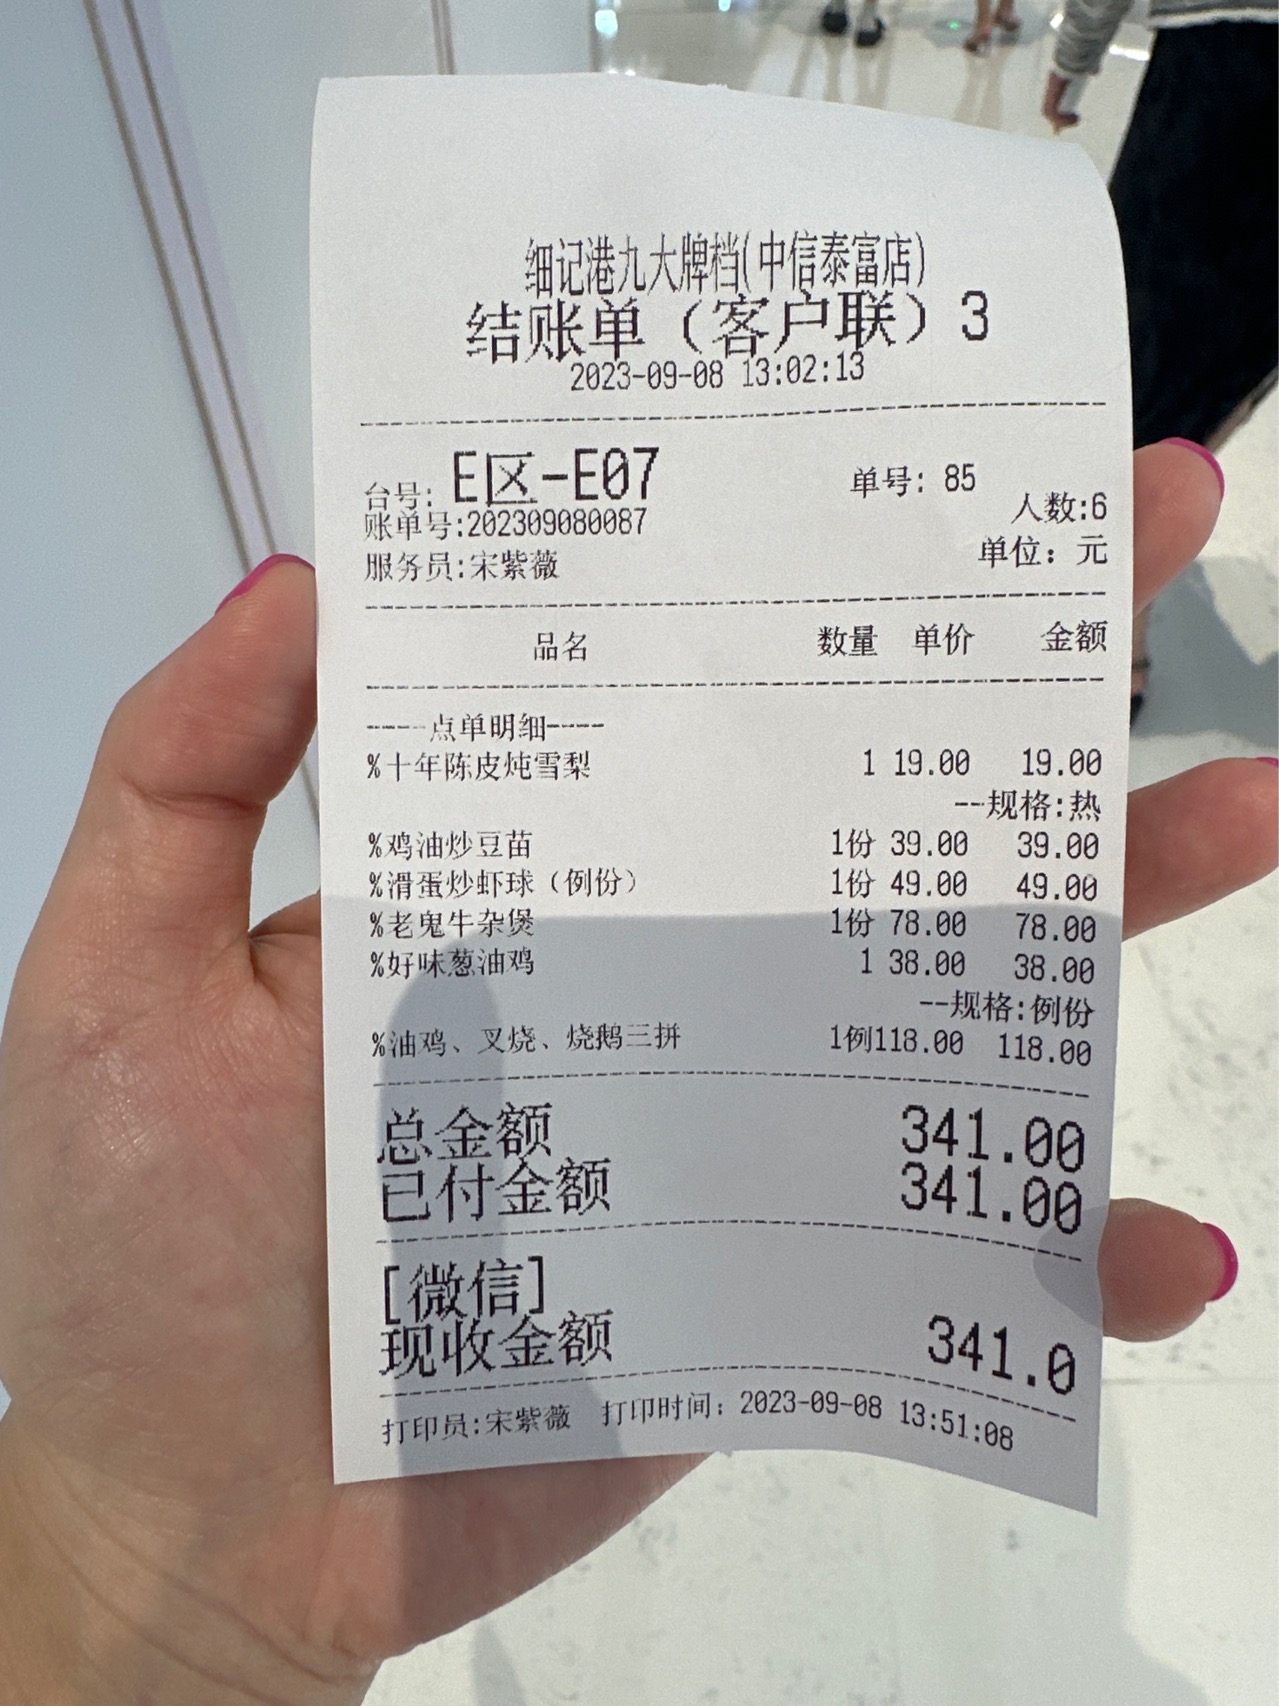 细记港九大牌档(中信泰富店)
结账单（客户联）3
2023-09-08 13:02:13
台号: E区-E07 单号: 85
人数:6
账单号:202309080087
单位: 元
服务员:宋紫薇
品名 数量 单价 金额
----点单明细----
%十年陈皮炖雪梨 1 19.00 19.00
--规格:热
%鸡油炒豆苗 1份 39.00 39.00
%滑蛋炒虾球（例份） 1份 49.00 49.00
%老鬼牛杂煲 1份 78.00 78.00
%好味葱油鸡 1 38.00 38.00
--规格:例份
%油鸡、叉烧、烧鹅三拼 1例118.00 118.00
总金额 341.00
已付金额 341.00
[微信]
现收金额 341.0
打印员:宋紫薇 打印时间: 2023-09-08 13:51:08